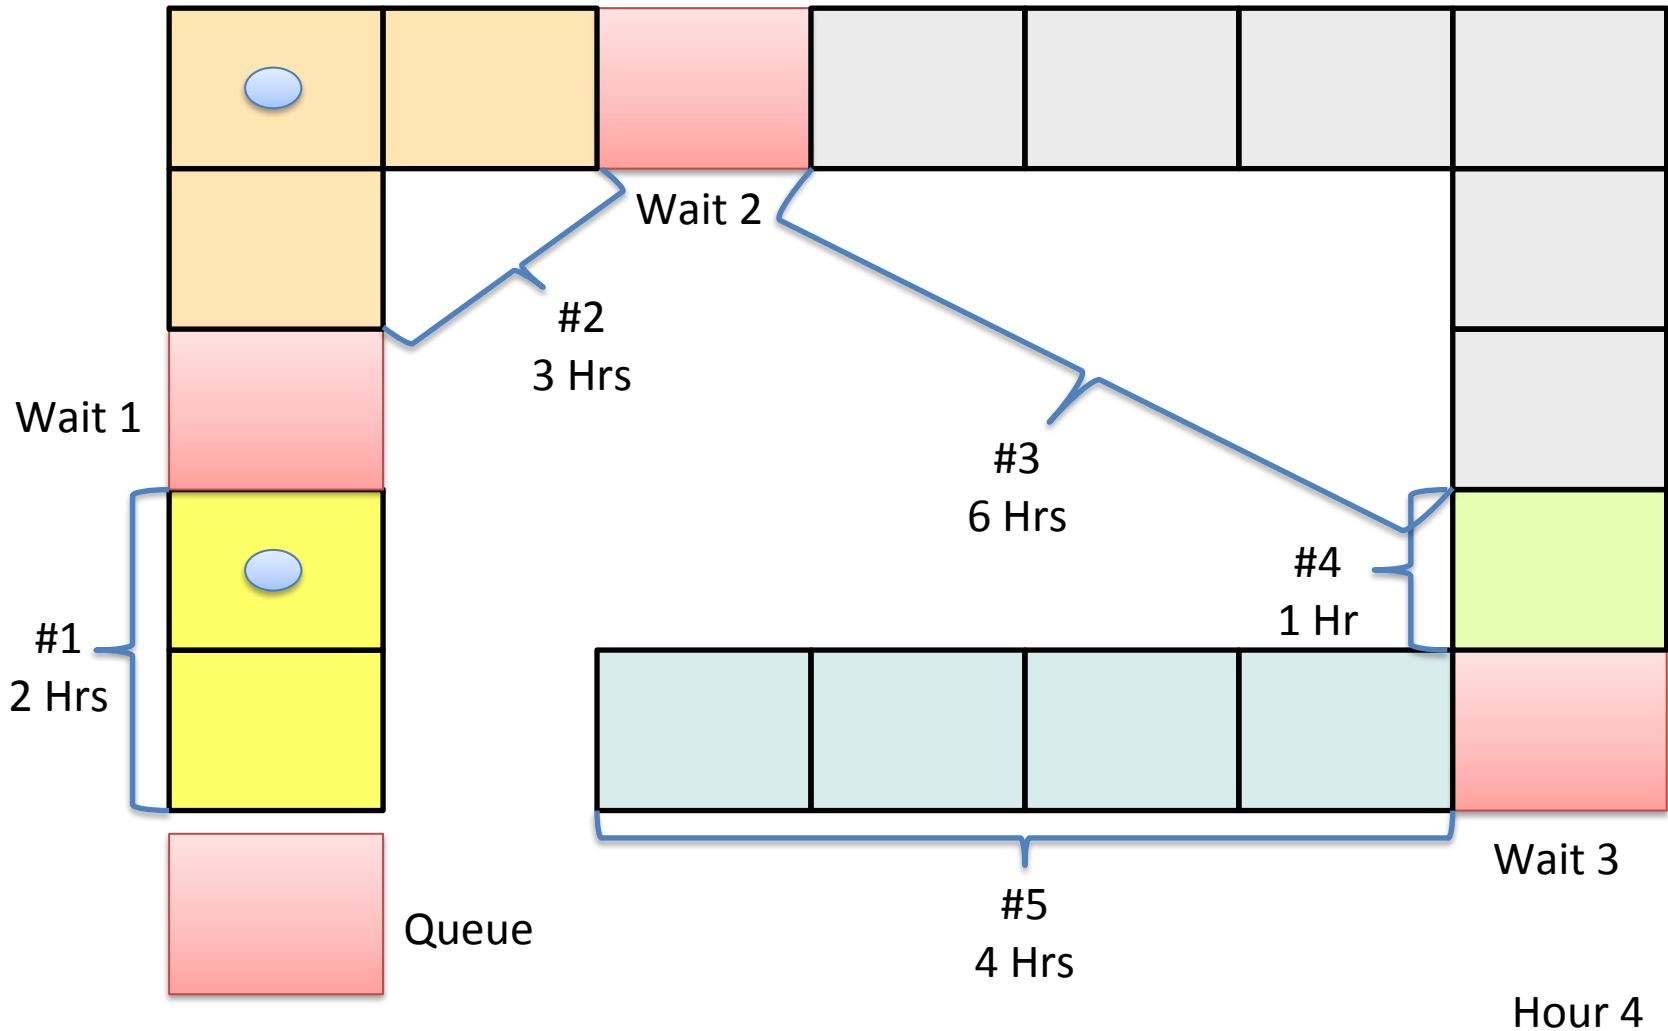 Wait 2
#2
3 Hrs
Wait 1
#3
6 Hrs
#4
1 Hr
#1
2 Hrs
Wait 3
#5
4 Hrs
Queue
Hour 4